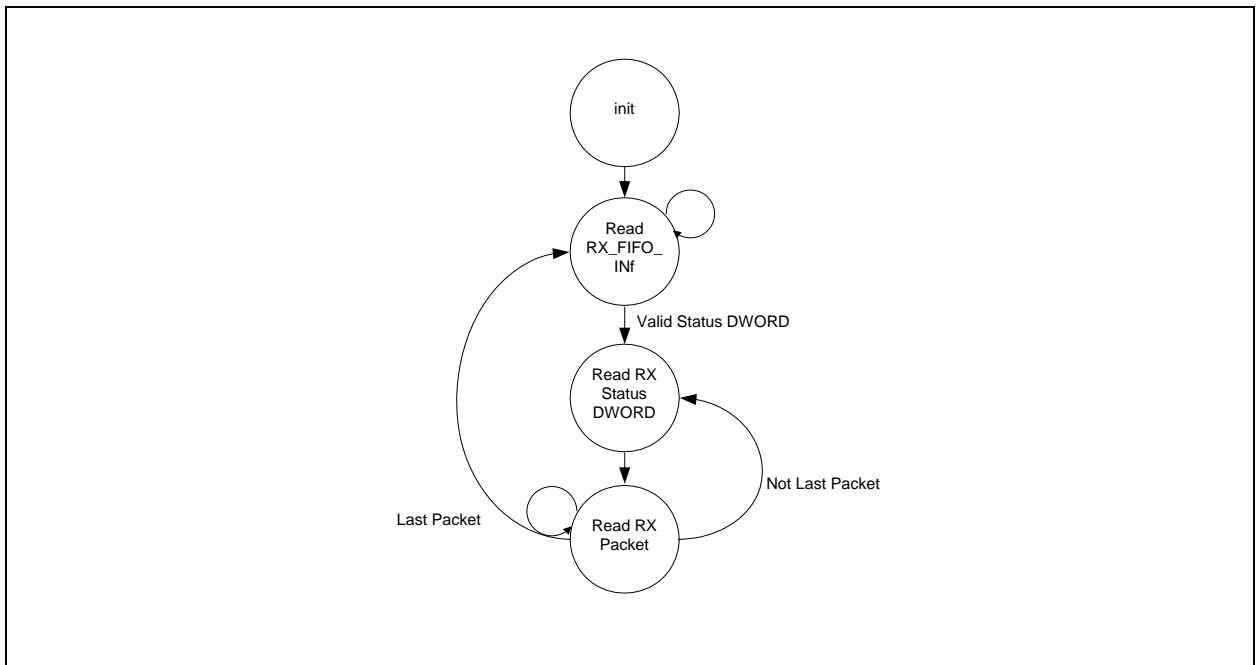 init
Read
RX_FIFO_
INf
Valid Status DWORD
Read RX
Status
DWORD
Not Last Packet
Last Packet
Read RX
Packet